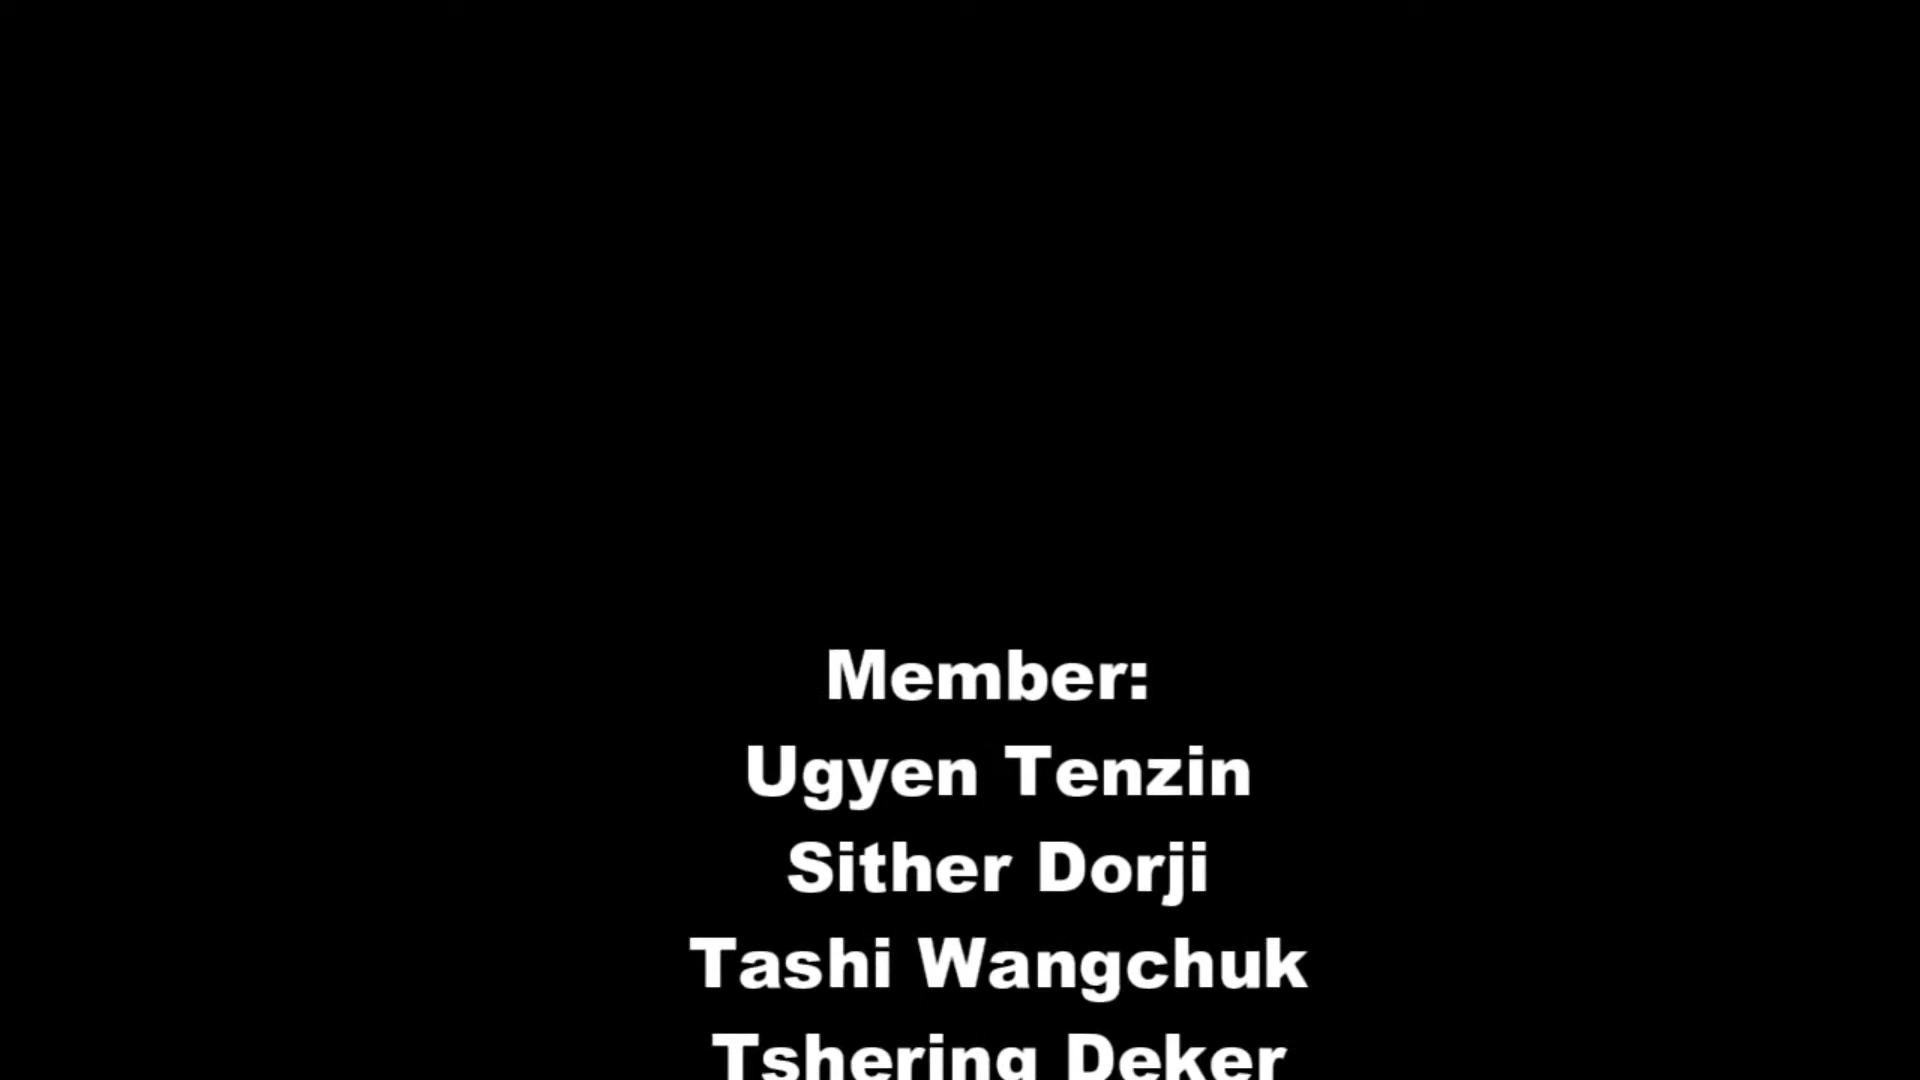 Member:
Ugyen Tenzin
Sither Dorji
Tashi Wangchuk
Tshering Deker